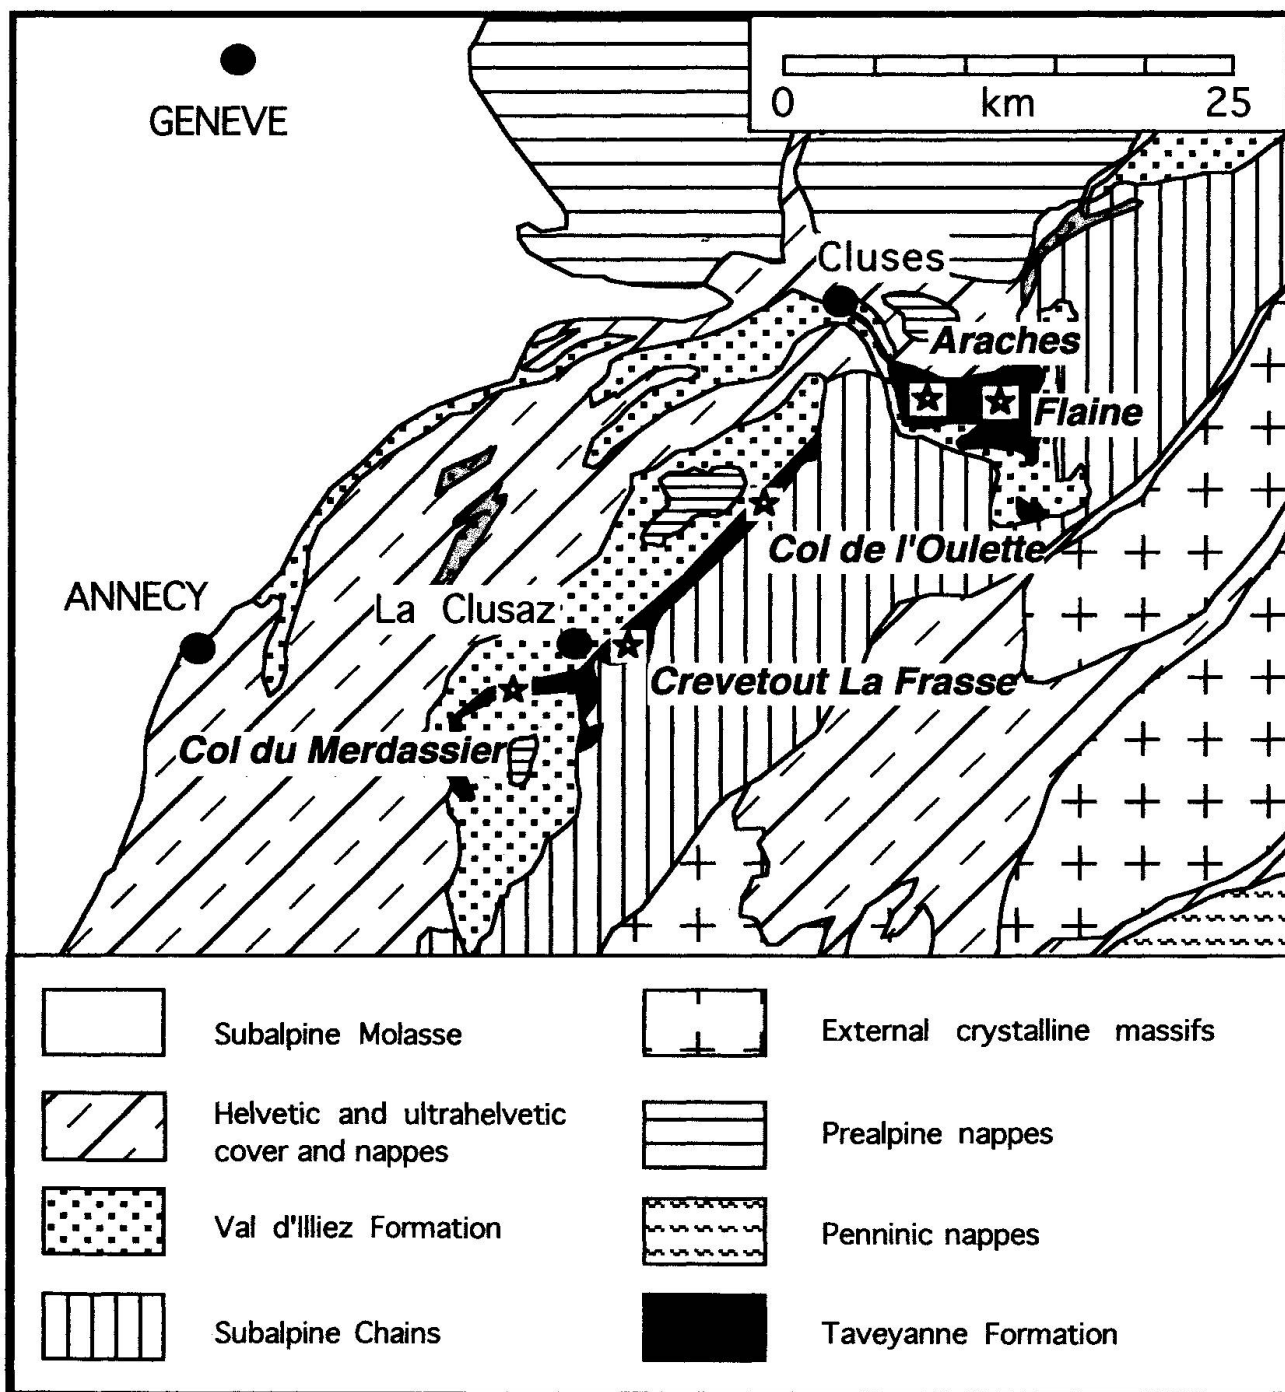 GENEVE
0 km 25
Cluses
Araches
Flaine
Col de l'Oulette
ANNECY
La Clusaz
Crevetout La Frasse
Col du Merdassier
Subalpine Molasse
Helvetic and ultrahelvetic
cover and nappes
Val d'Illiez Formation
Subalpine Chains
External crystalline massifs
Prealpine nappes
Penninic nappes
Taveyanne Formation